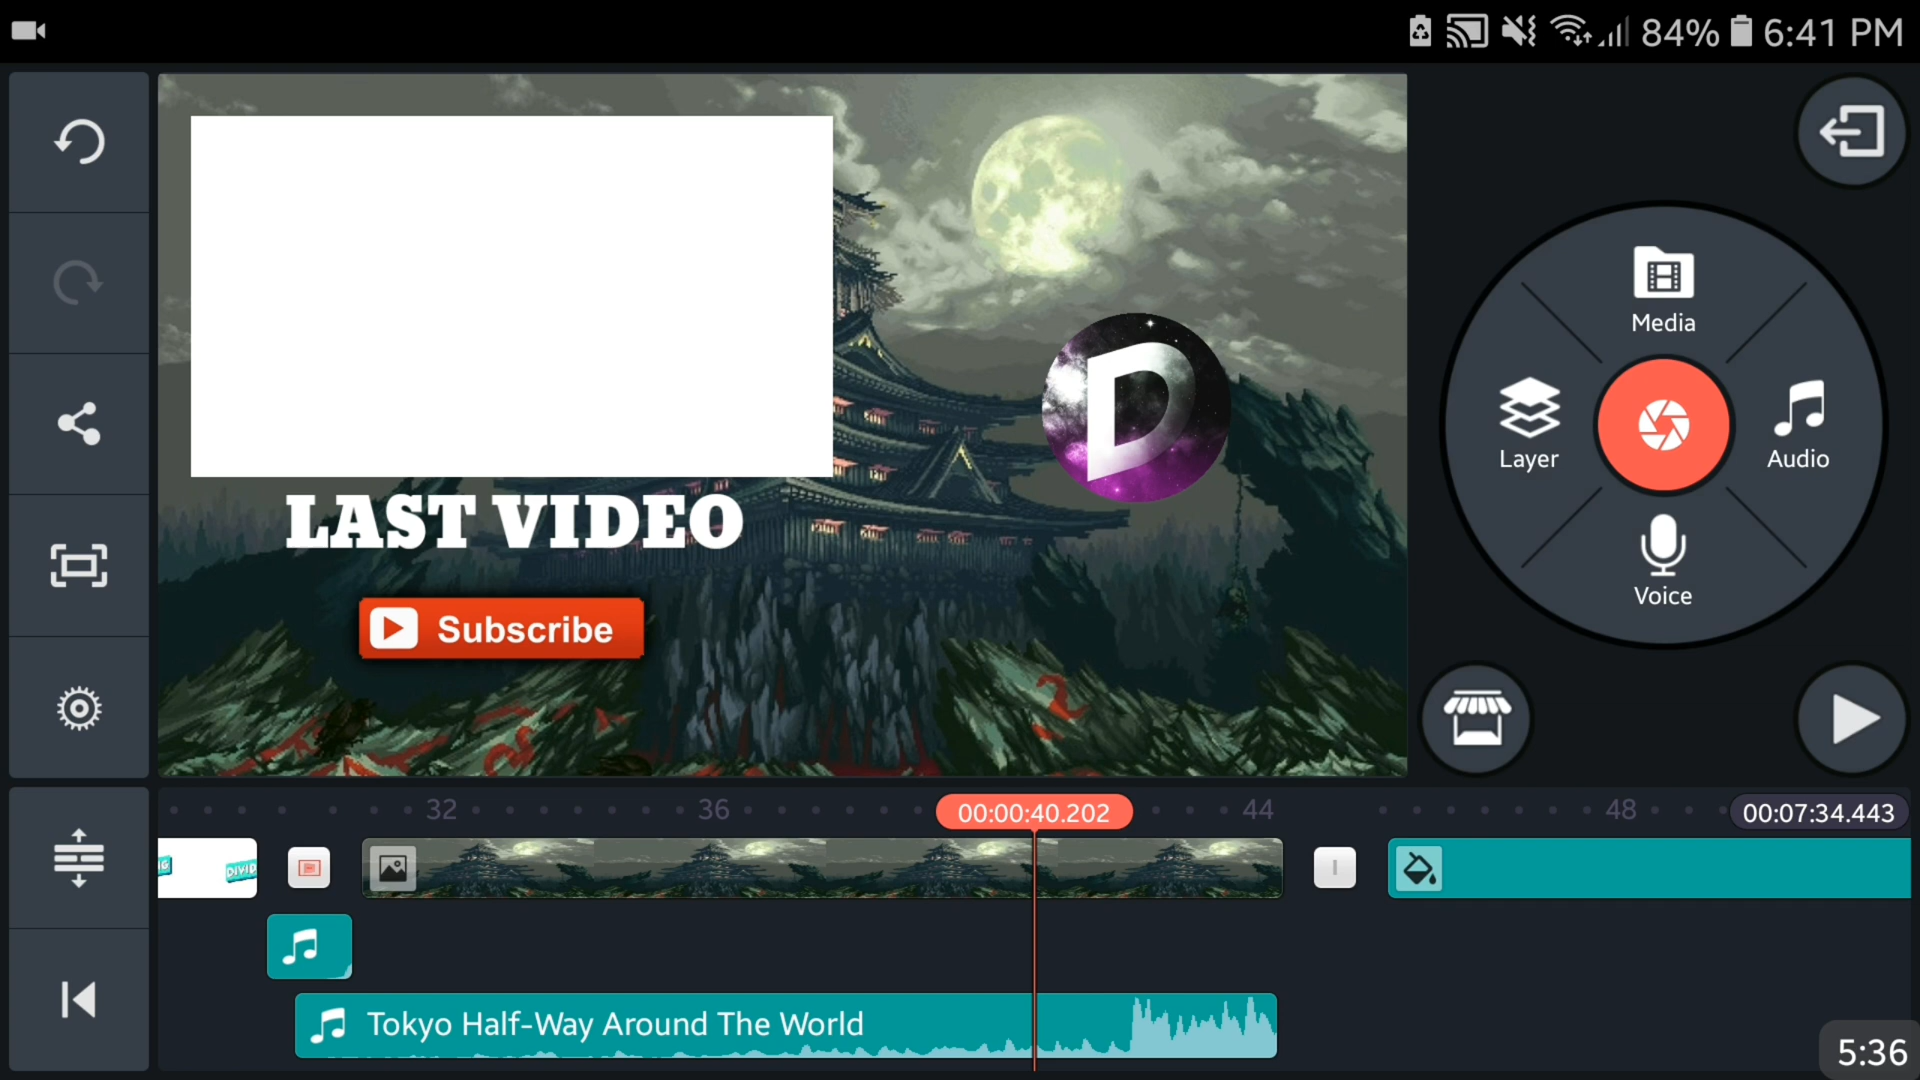 84% 6:41 PM
D
LAST VIDEO
Subscribe
Media
Layer
Audio
Voice
32
36
00:00:40.202
44
48
00:07:34.443
DIVID
Tokyo Half-Way Around The World
5:36